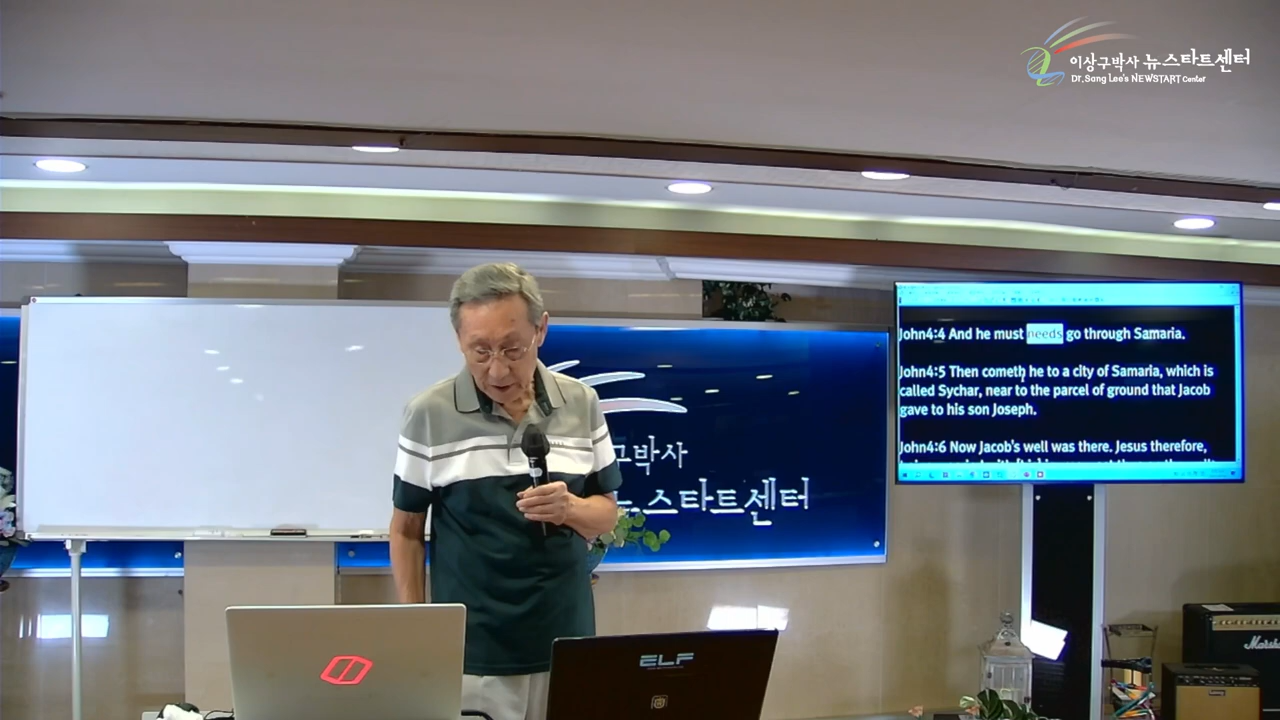 이상구박사 뉴스타트센터
Dr. Sang Lee's NEWSTART Center
John4:4 And he must needs go through Samaria.
John4:5 Then cometh he to a city of Samaria, which is
called Sychar, near to the parcel of ground that Jacob
gave to his son Joseph.
John4:6 Now Jacob's well was there. Jesus therefore,
구박사
뉴스타트센터
ELF
Marshall